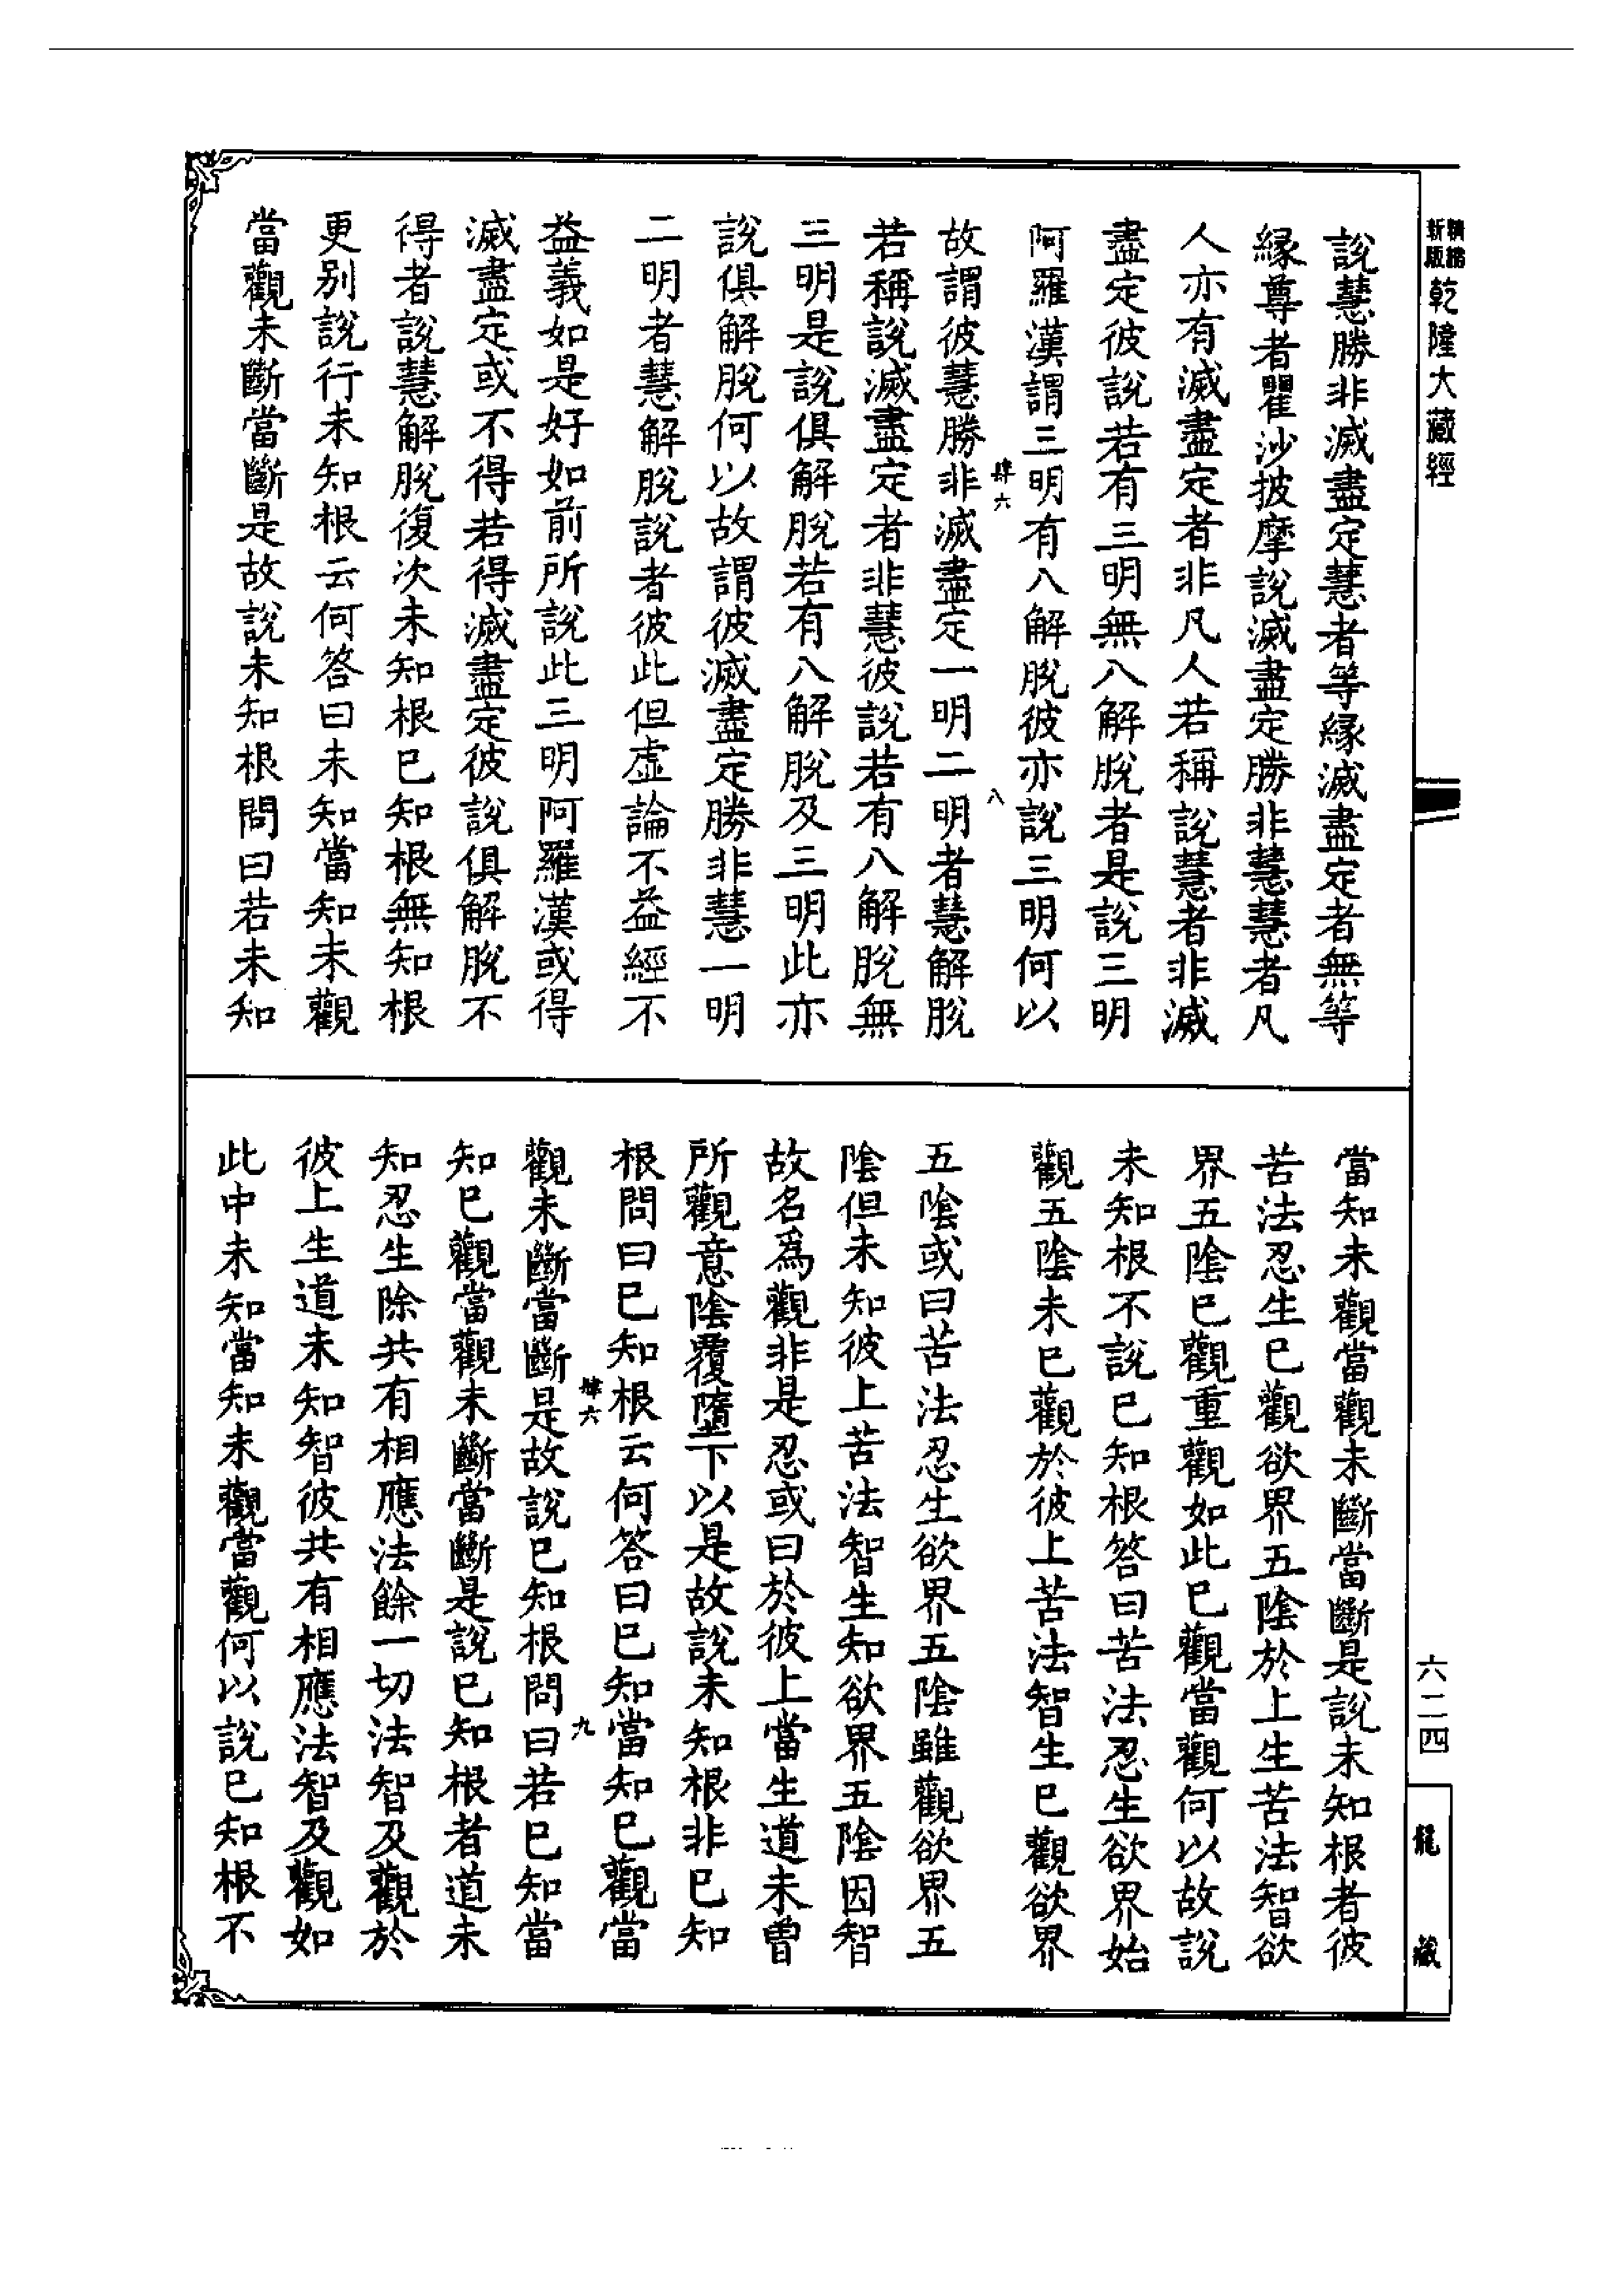 精縮新版乾隆大藏經
說慧勝非滅盡定慧者等緣滅盡定者無等
緣尊者瞿沙披摩說滅盡定勝非慧慧者凡
人亦有滅盡定者非凡人若稱說慧者非滅
盡定彼說若有三明無八解脫者是說三明
阿羅漢謂三明有八解脫彼亦說三明何以
肆六 八
故謂彼慧勝非滅盡定一明二明者慧解脫
若稱說滅盡定者非慧彼說若有八解脫無
三明是說俱解脫若有八解脫及三明此亦
說俱解脫何以故謂彼滅盡定勝非慧一明
二明者慧解脫說者彼此但虛論不益經不
益義如是好如前所說此三明阿羅漢或得
滅盡定或不得若得滅盡定彼說俱解脫不
得者說慧解脫復次未知根已知根無知根
更別說行未知根云何答曰未知當知未觀
當觀未斷當斷是故說未知根問曰若未知
當知未觀當觀未斷當斷是說未知根者彼
苦法忍生已觀欲界五陰於上生苦法智欲
界五陰已觀重觀如此已觀當觀何以故說
未知根不說已知根答曰苦法忍生欲界始
觀五陰未已觀於彼上苦法智生已觀欲界
五陰或曰苦法忍生欲界五陰雖觀欲界五
陰但未知彼上苦法智生知欲界五陰因智
故名為觀非是忍或曰於彼上當生道未曾
所觀意陰覆墮下以是故說未知根非已知
根問曰已知根云何答曰已知當知已觀當
肆六 九
觀未斷當斷是故說已知根問曰若已知當
知已觀當觀未斷當斷是說已知根者道未
知忍生除共有相應法餘一切法智及觀於
彼上生道未知智彼共有相應法智及觀如
此中未知當知未觀當觀何以說已知根不
六二四
龍藏